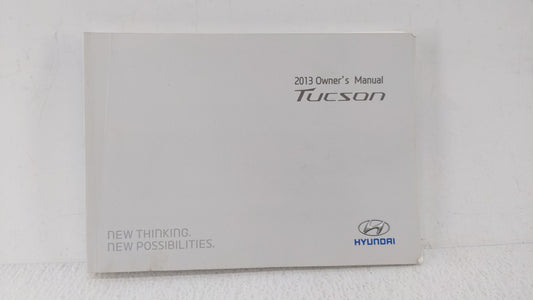 2013 Owner's Manual
Tucson
NEW THINKING.
NEW POSSIBILITIES.
HYUNDAI